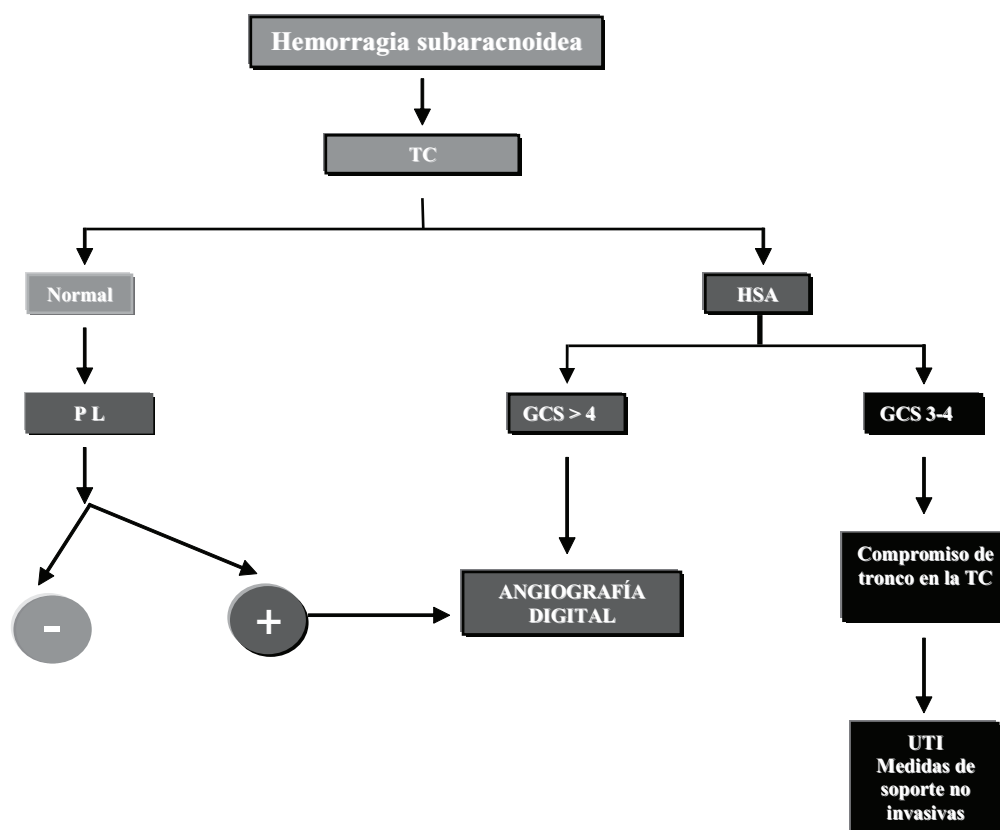 Hemorragia subaracnoidea
TC
Normal
HSA
P L
GCS > 4
GCS 3-4
Compromiso de
tronco en la TC
ANGIOGRAFÍA
DIGITAL
-
+
UTI
Medidas de
soporte no
invasivas